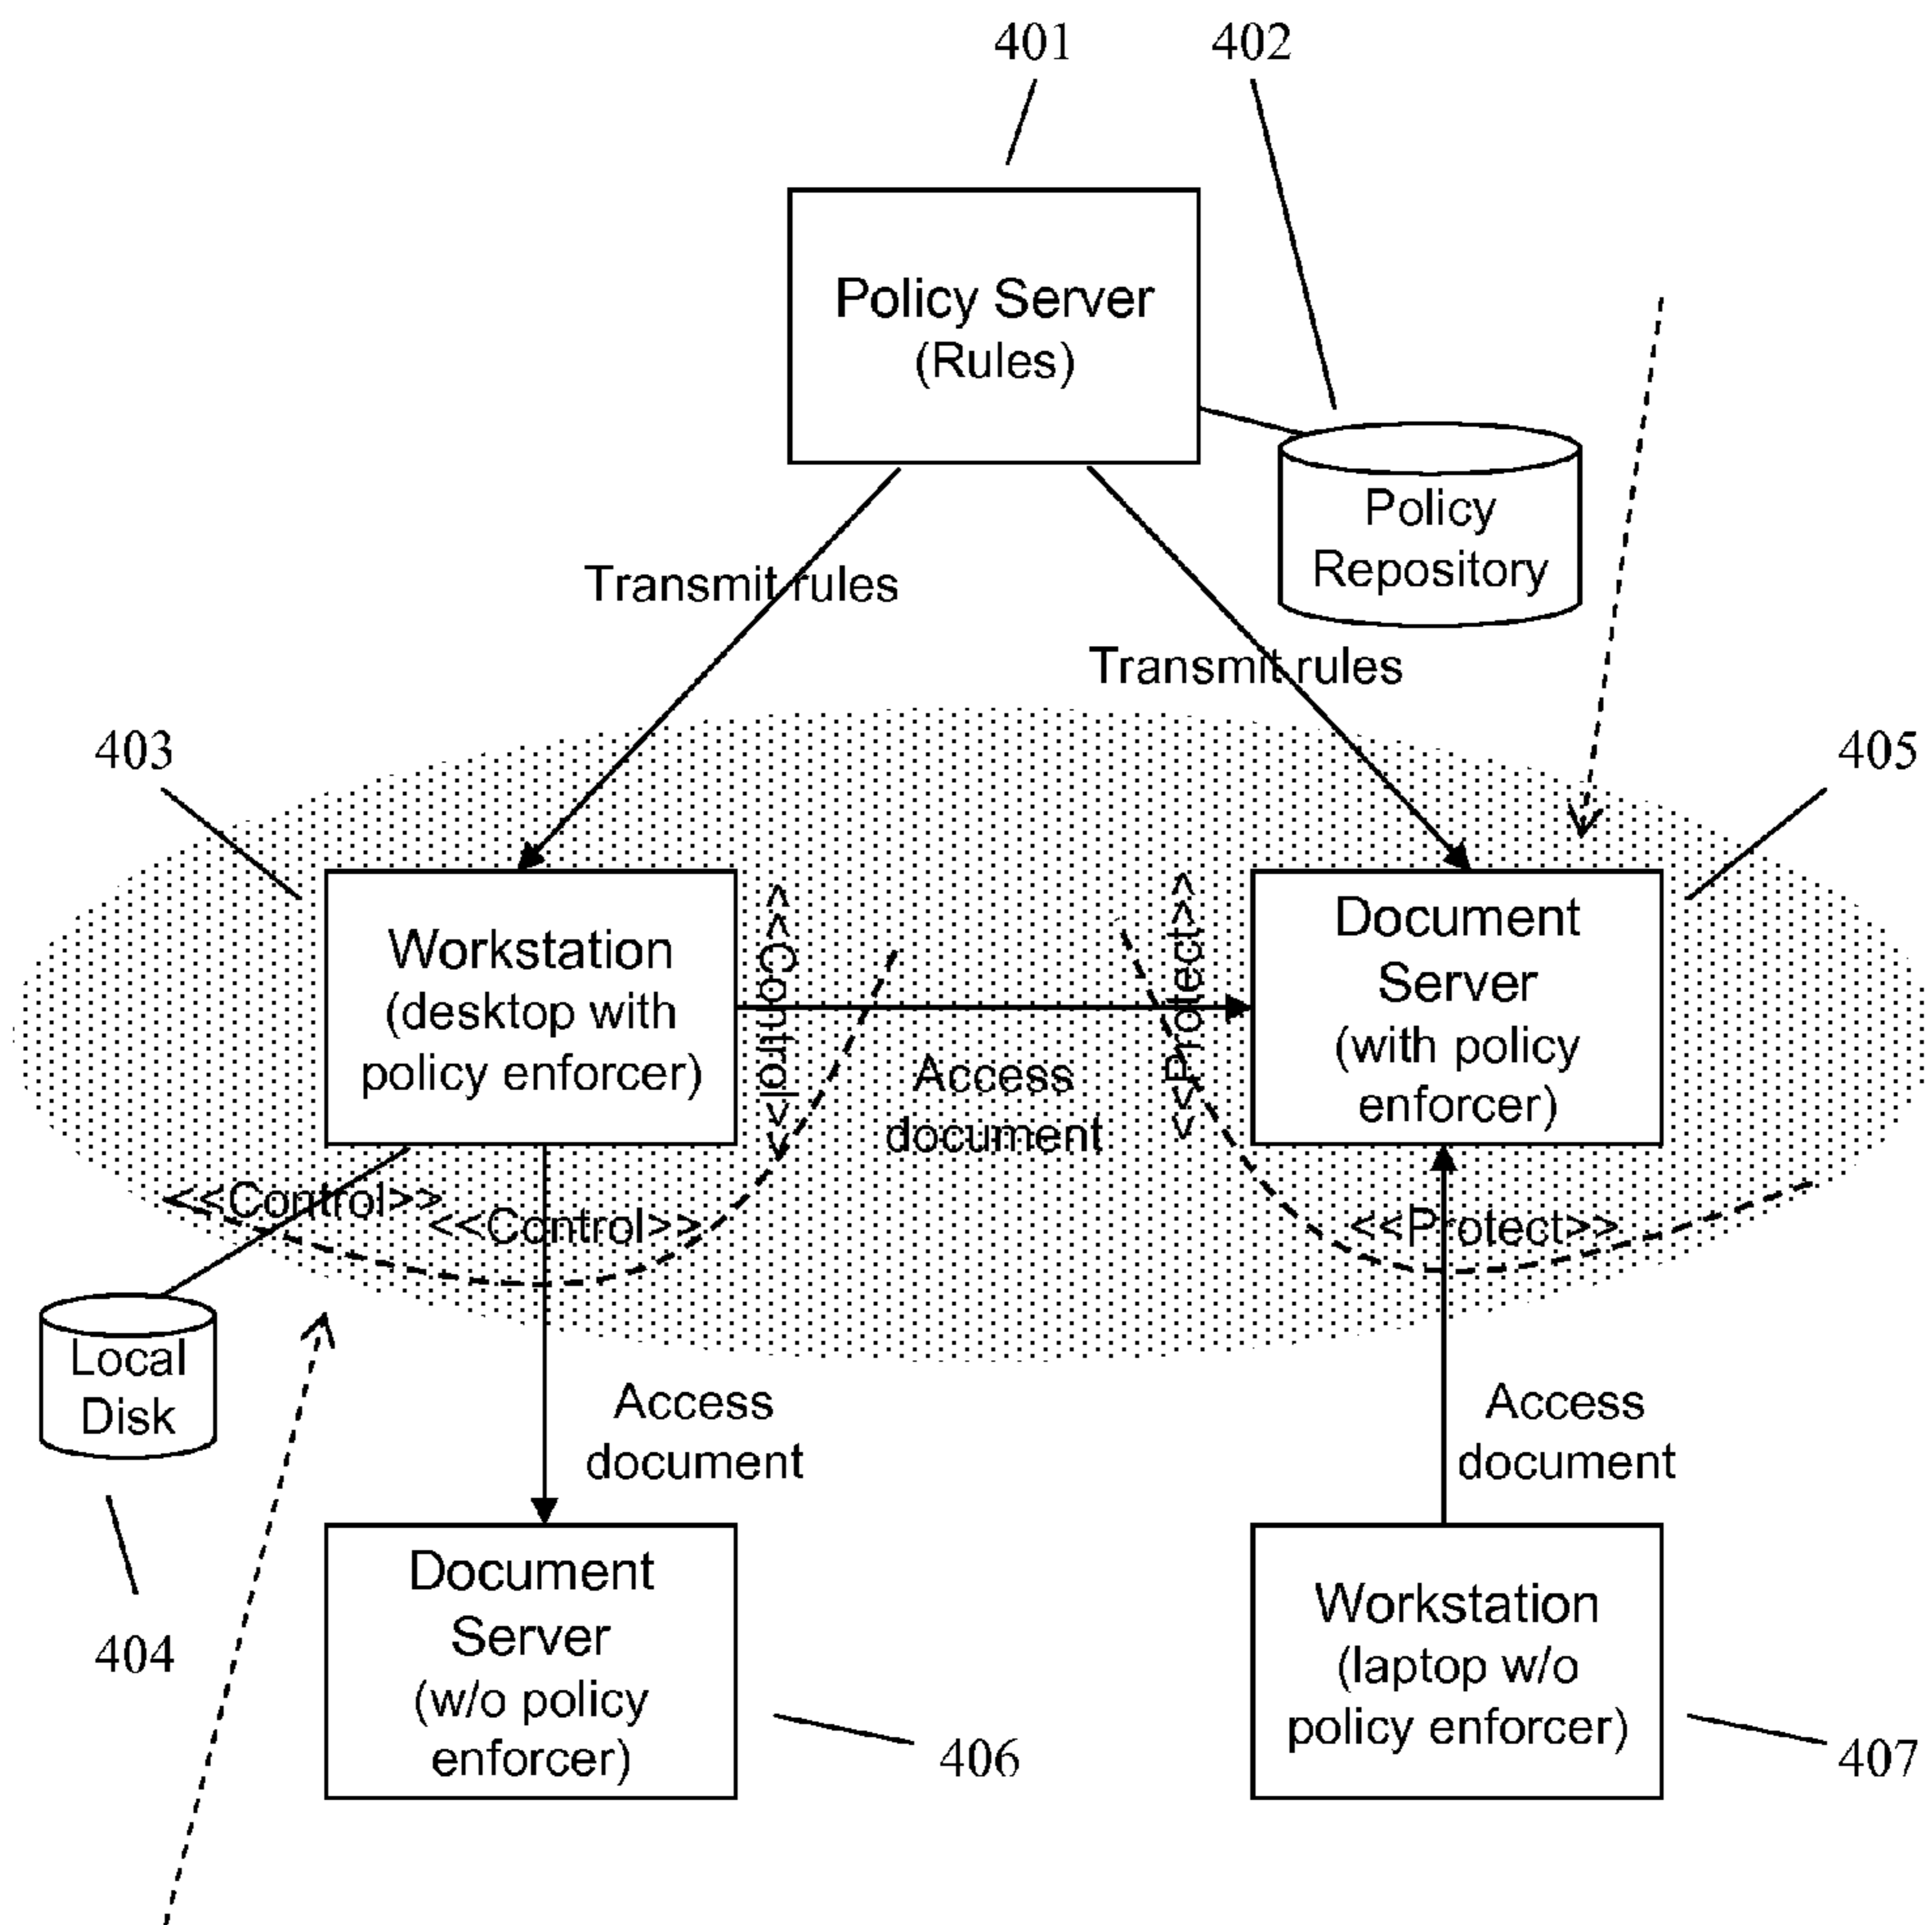 401
402
Policy Server
(Rules)
Policy
Repository
Transmit rules
Transmit rules
403
405
Workstation
(desktop with
policy enforcer)
<<Control>>
<<Protect>>
Document
Server
(with policy
enforcer)
Access
document
<<Control>>
<<Control>>
<<Protect>>
Local
Disk
Access
document
Access
document
404
Document
Server
(w/o policy
enforcer)
406
Workstation
(laptop w/o
policy enforcer)
407